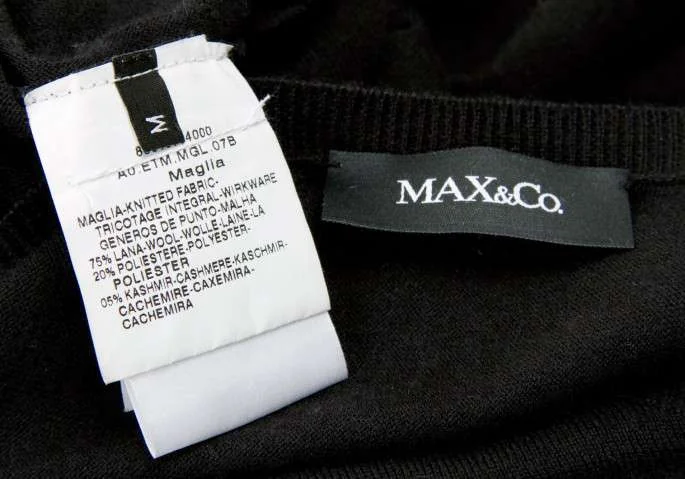 M
4000
A0.ETM.MGL.07B
Maglia
MAGLIA-KNITTED FABRIC-
TRICOTAGE INTEGRAL-WIRKWARE
GENEROS DE PUNTO-MALHA
75% LANA-WOOL-WOLLE-LAINE-LA
20% POLIESTERE-POLYESTER-
POLIESTER
05% KASHMIR-CASHMERE-KASCHMIR-
CACHEMIRE-CAXEMIRA-
CACHEMIRA
MAX&Co.